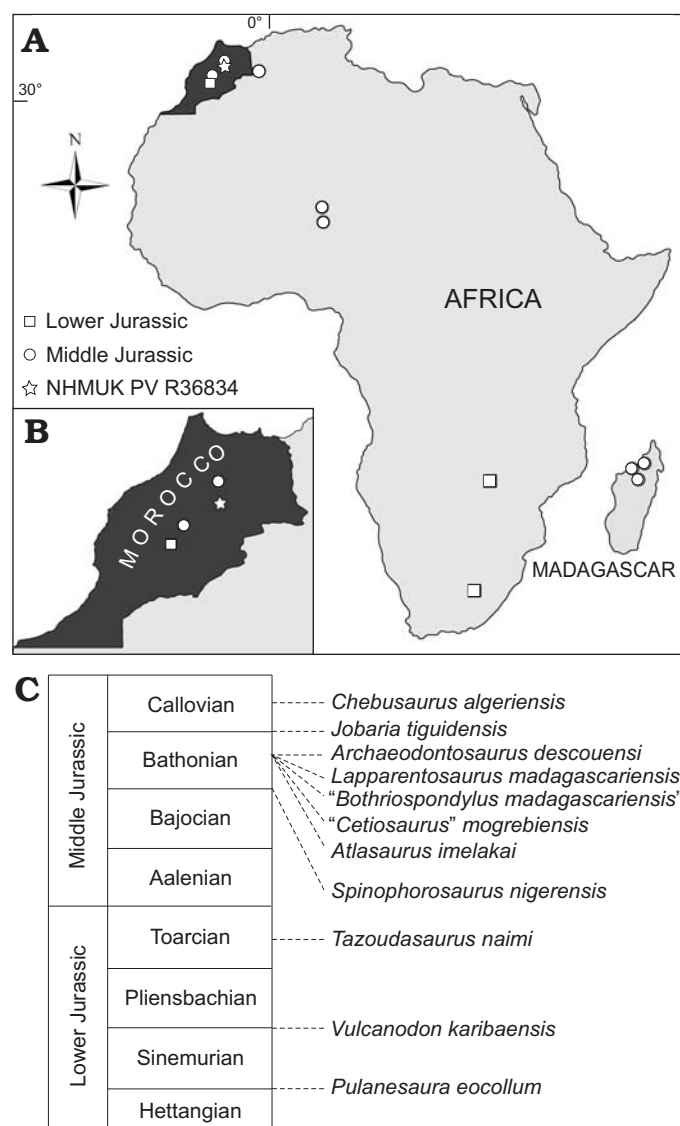 A
0°
30°
N
AFRICA
Lower Jurassic
Middle Jurassic
NHMUK PV R36834
B
MOROCCO
MADAGASCAR
C
Middle Jurassic
Callovian
Bathonian
Bajocian
Aalenian
Lower Jurassic
Toarcian
Pliensbachian
Sinemurian
Hettangian
Chebusaurus algeriensis
Jobaria tiguidensis
Archaeodontosaurus descouensi
Lapparentosaurus madagascariensis
“Bothriospondylus madagascariensis”
“Cetiosaurus” mogrebiensis
Atlasaurus imelakai
Spinophorosaurus nigerensis
Tazoudasaurus naimi
Vulcanodon karibaensis
Pulanesaura eocollum